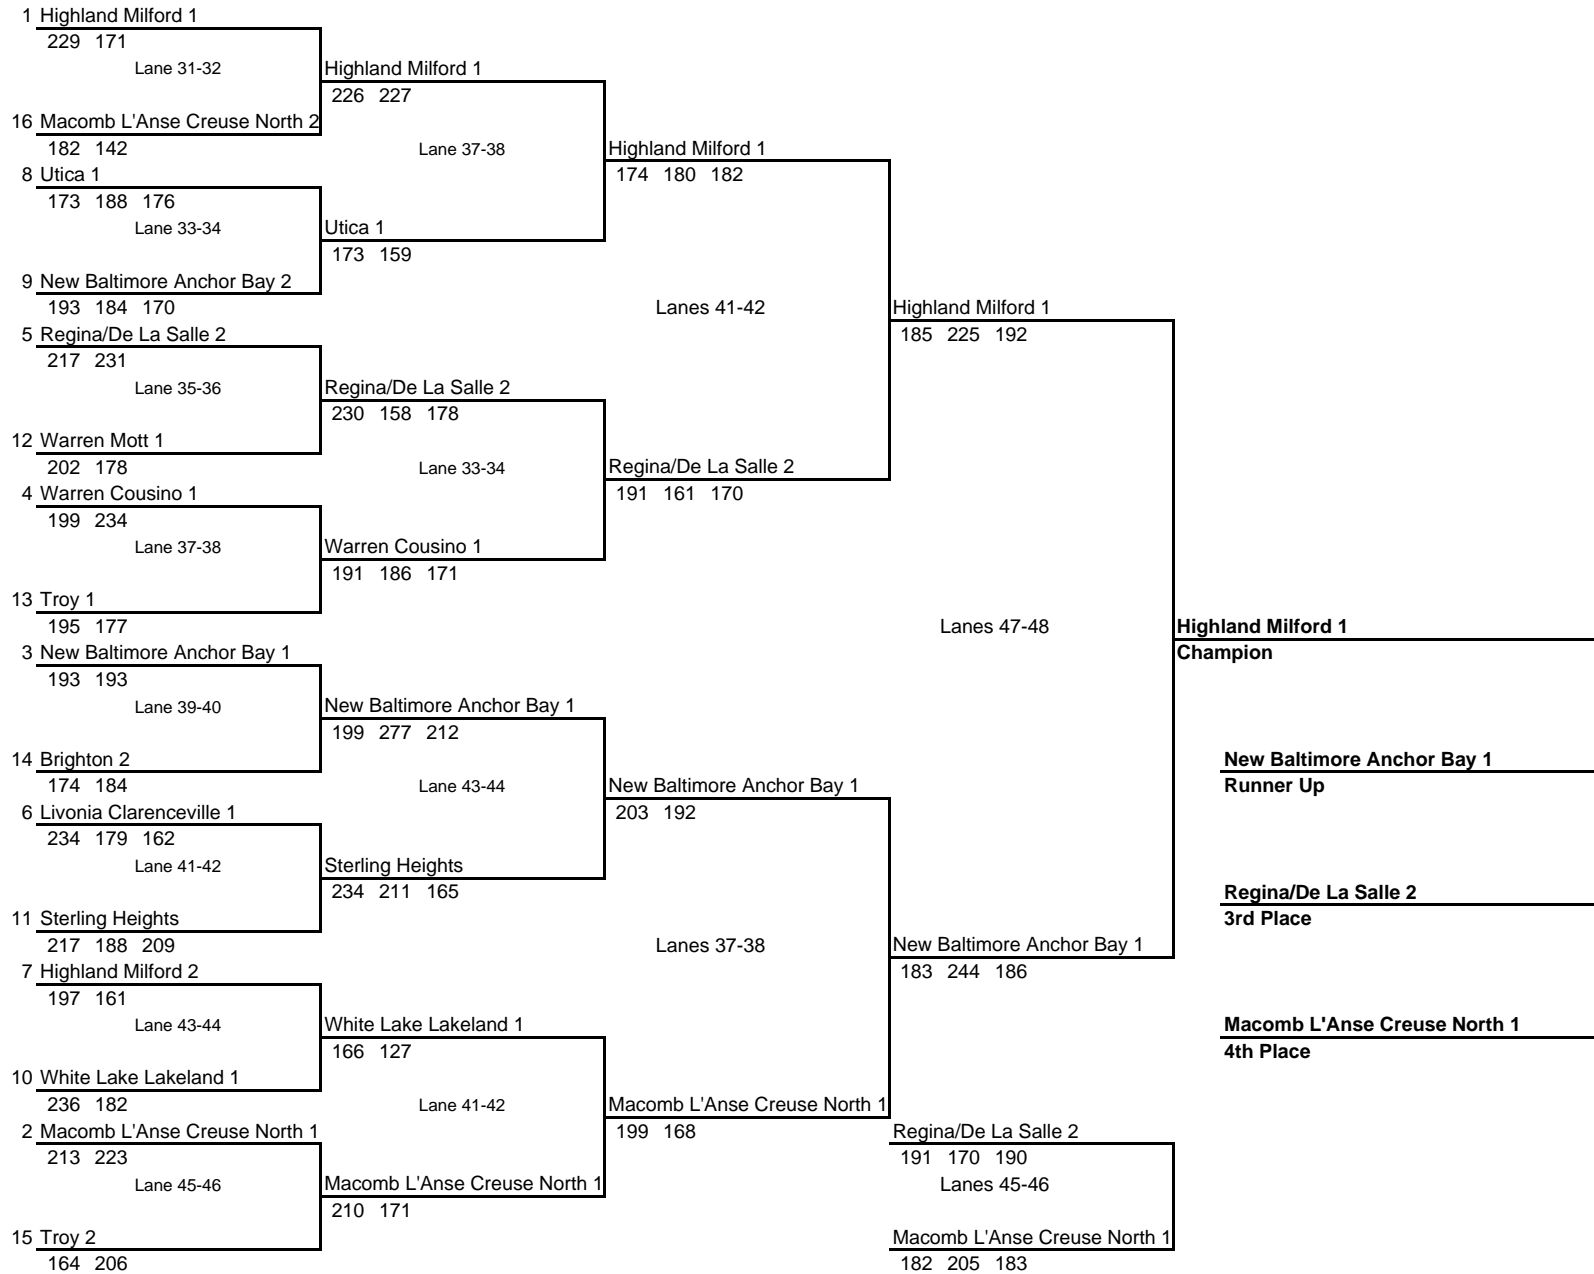 1 Highland Milford 1
229 171
Lane 31-32
16 Macomb L'Anse Creuse North 2
182 142
8 Utica 1
173 188 176
Lane 33-34
9 New Baltimore Anchor Bay 2
193 184 170
5 Regina/De La Salle 2
217 231
Lane 35-36
12 Warren Mott 1
202 178
4 Warren Cousino 1
199 234
Lane 37-38
13 Troy 1
195 177
3 New Baltimore Anchor Bay 1
193 193
Lane 39-40
14 Brighton 2
174 184
6 Livonia Clarenceville 1
234 179 162
Lane 41-42
11 Sterling Heights
217 188 209
7 Highland Milford 2
197 161
Lane 43-44
10 White Lake Lakeland 1
236 182
2 Macomb L'Anse Creuse North 1
213 223
Lane 45-46
15 Troy 2
164 206
Highland Milford 1
226 227
Lane 37-38
Utica 1
173 159
Regina/De La Salle 2
230 158 178
Lane 33-34
Warren Cousino 1
191 186 171
New Baltimore Anchor Bay 1
199 277 212
Lane 43-44
Sterling Heights
234 211 165
White Lake Lakeland 1
166 127
Lane 41-42
Macomb L'Anse Creuse North 1
210 171
Highland Milford 1
174 180 182
Lanes 41-42
Regina/De La Salle 2
191 161 170
New Baltimore Anchor Bay 1
203 192
Lanes 37-38
Macomb L'Anse Creuse North 1
199 168
Highland Milford 1
185 225 192
Lanes 47-48
New Baltimore Anchor Bay 1
183 244 186
Regina/De La Salle 2
191 170 190
Lanes 45-46
Macomb L'Anse Creuse North 1
182 205 183
Highland Milford 1
Champion
New Baltimore Anchor Bay 1
Runner Up
Regina/De La Salle 2
3rd Place
Macomb L'Anse Creuse North 1
4th Place